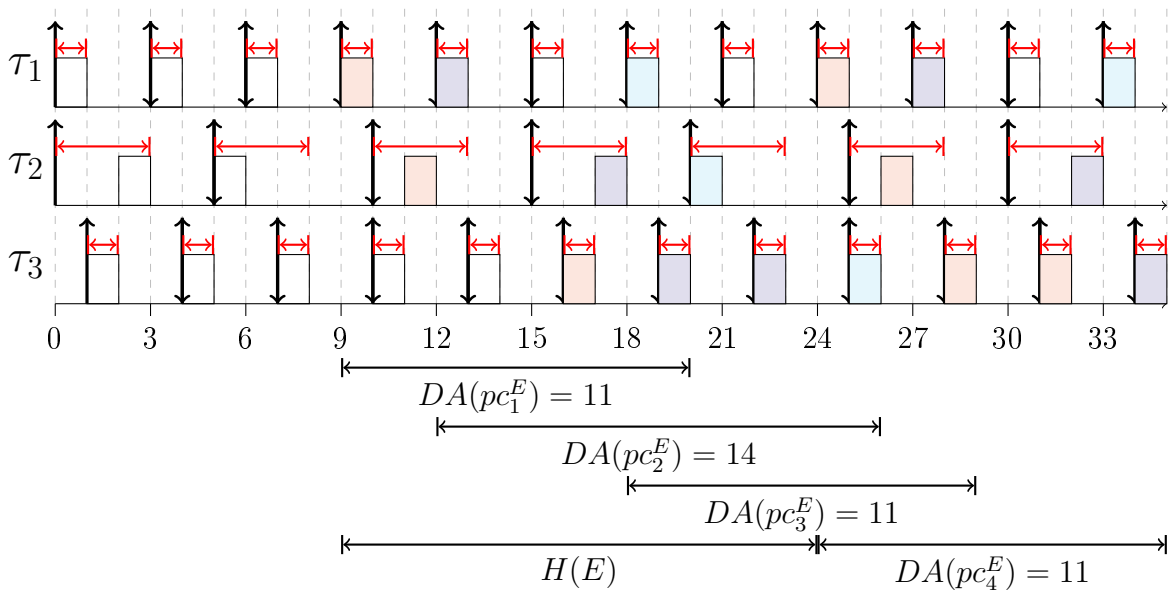 τ₁
τ₂
τ₃
0 3 6 9 12 15 18 21 24 27 30 33
DA(pc₁ᴱ) = 11
DA(pc₂ᴱ) = 14
DA(pc₃ᴱ) = 11
H(E) DA(pc₄ᴱ) = 11